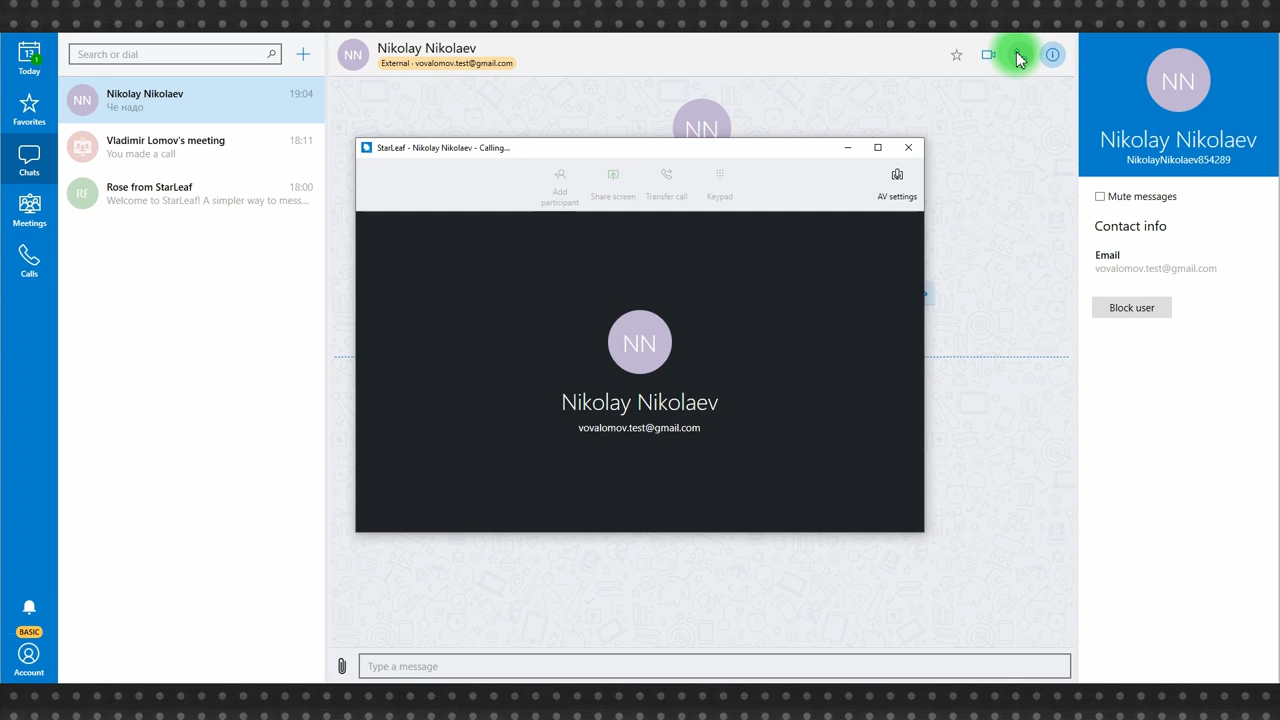 12
1
Today
Favorites
Chats
Meetings
Calls
BASIC
Account
Search or dial
NN
Nikolay Nikolaev
19:04
Че надо
Vladimir Lomov's meeting
18:11
You made a call
RF
Rose from StarLeaf
18:00
Welcome to StarLeaf! A simpler way to mess...
NN
Nikolay Nikolaev
External · vovalomov.test@gmail.com
NN
StarLeaf - Nikolay Nikolaev - Calling...
Add
participant
Share screen
Transfer call
Keypad
AV settings
NN
Nikolay Nikolaev
vovalomov.test@gmail.com
Type a message
NN
Nikolay Nikolaev
NikolayNikolaev854289
Mute messages
Contact info
Email
vovalomov.test@gmail.com
Block user